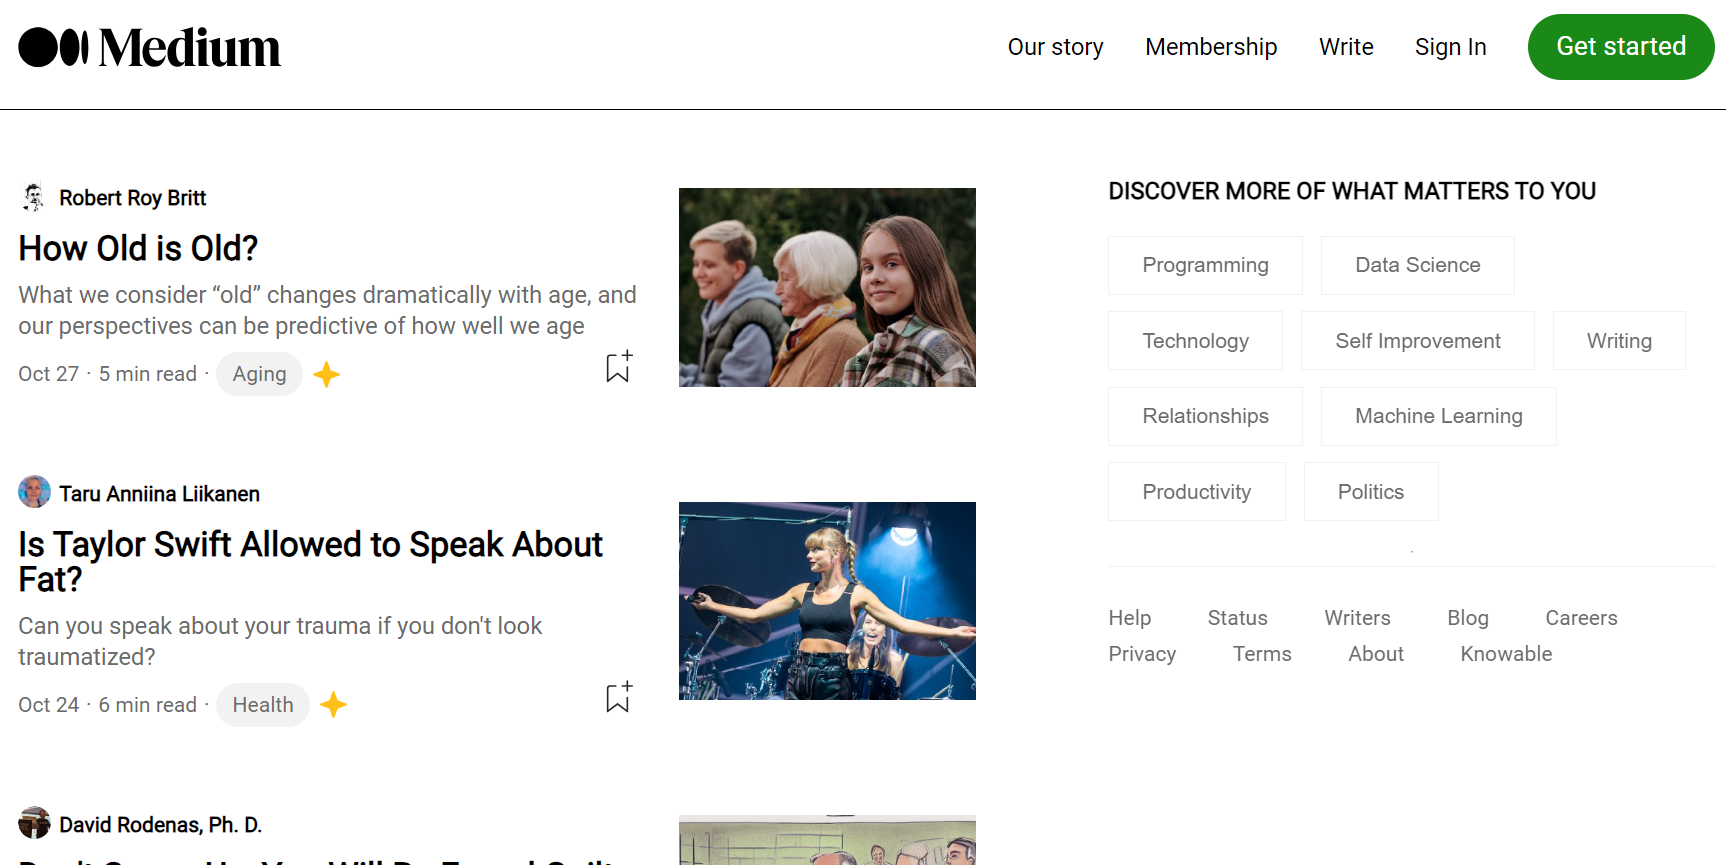 Medium
Our story
Membership
Write
Sign In
Get started
Robert Roy Britt
How Old is Old?
What we consider “old” changes dramatically with age, and
our perspectives can be predictive of how well we age
Oct 27 · 5 min read · Aging
Taru Anniina Liikanen
Is Taylor Swift Allowed to Speak About
Fat?
Can you speak about your trauma if you don't look
traumatized?
Oct 24 · 6 min read · Health
David Rodenas, Ph. D.
DISCOVER MORE OF WHAT MATTERS TO YOU
Programming
Data Science
Technology
Self Improvement
Writing
Relationships
Machine Learning
Productivity
Politics
Help
Status
Writers
Blog
Careers
Privacy
Terms
About
Knowable